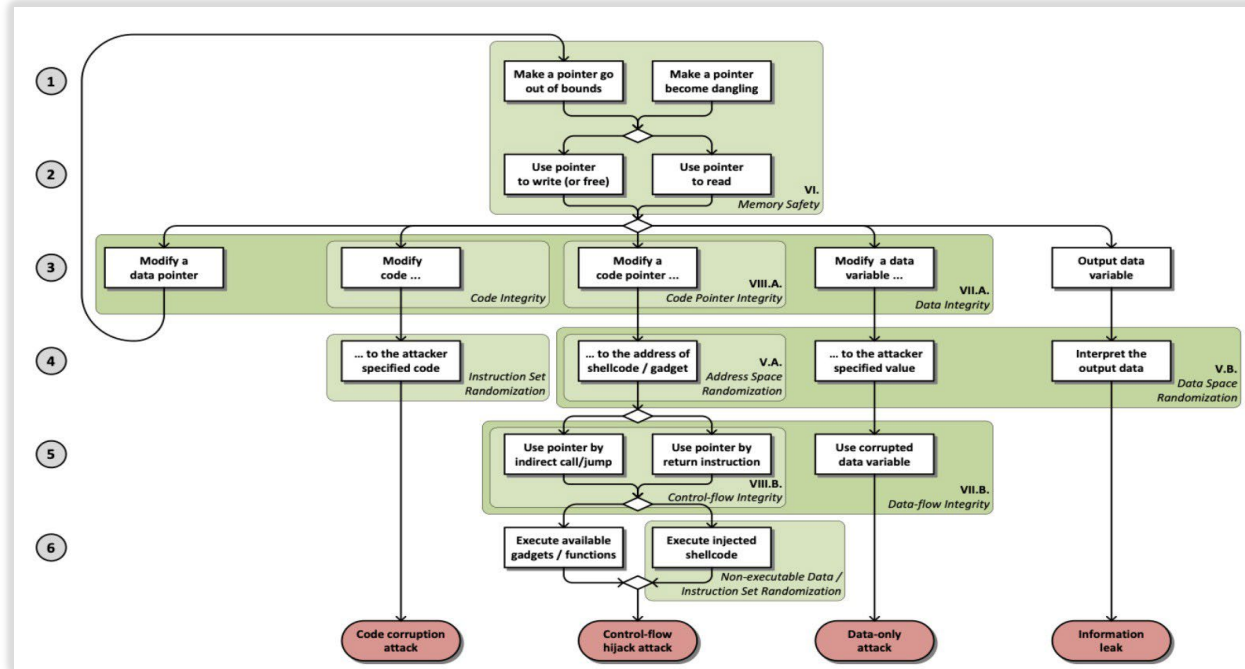 1
Make a pointer go
out of bounds
Make a pointer
become dangling
2
Use pointer
to write (or free)
Use pointer
to read
VI.
Memory Safety
3
Modify a
data pointer
Modify
code ...
Code Integrity
Modify a
code pointer ...
VIII.A.
Code Pointer Integrity
Modify a data
variable ...
VII.A.
Data Integrity
Output data
variable
4
... to the attacker
specified code
Instruction Set
Randomization
... to the address of
shellcode / gadget
V.A.
Address Space
Randomization
... to the attacker
specified value
Interpret the
output data
V.B.
Data Space
Randomization
5
Use pointer by
indirect call/jump
Use pointer by
return instruction
VIII.B.
Control-flow Integrity
Use corrupted
data variable
VII.B.
Data-flow Integrity
6
Execute available
gadgets / functions
Execute injected
shellcode
Non-executable Data /
Instruction Set Randomization
Code corruption
attack
Control-flow
hijack attack
Data-only
attack
Information
leak